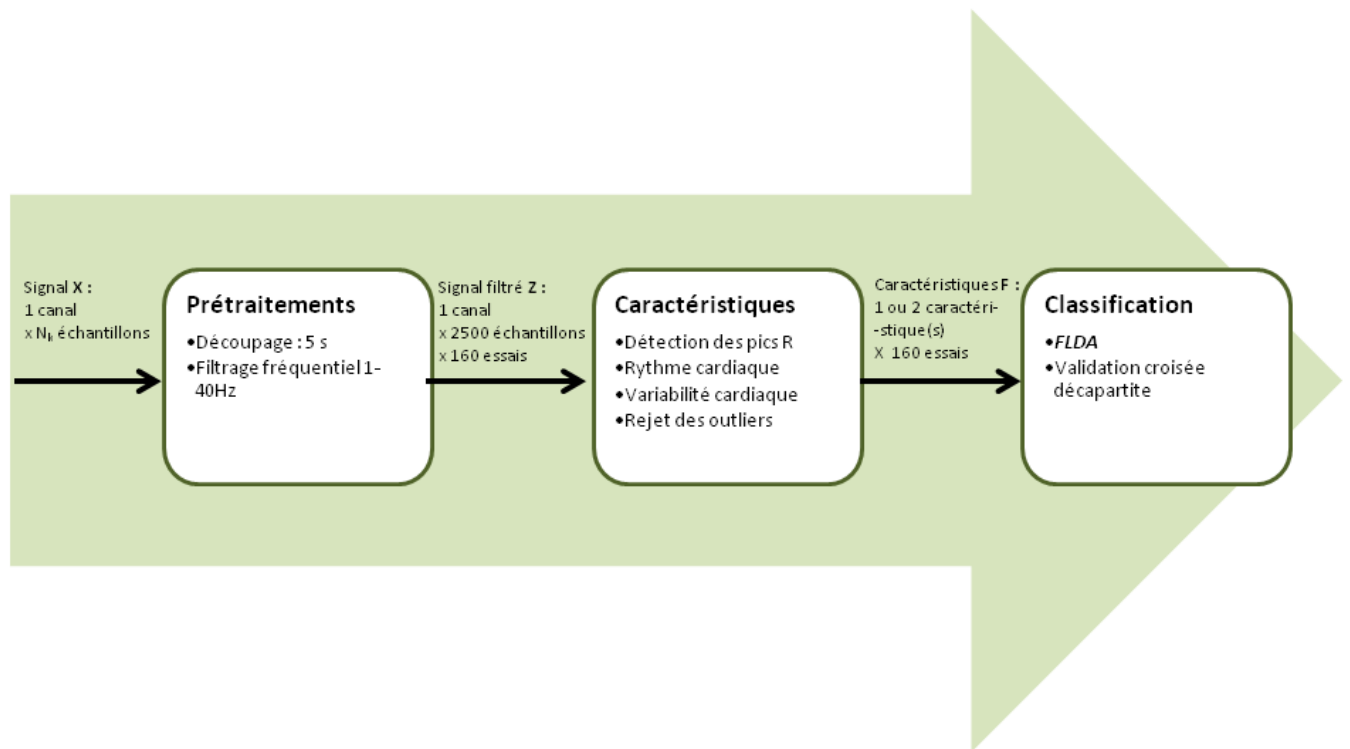 Signal X :
1 canal
x Nk échantillons
Prétraitements
•Découpage : 5 s
•Filtrage fréquentiel 1-
40Hz
Signal filtré Z :
1 canal
x 2500 échantillons
x 160 essais
Caractéristiques
•Détection des pics R
•Rythme cardiaque
•Variabilité cardiaque
•Rejet des outliers
Caractéristiques F :
1 ou 2 caractéri-
-stique(s)
X 160 essais
Classification
•FLDA
•Validation croisée
décapartite